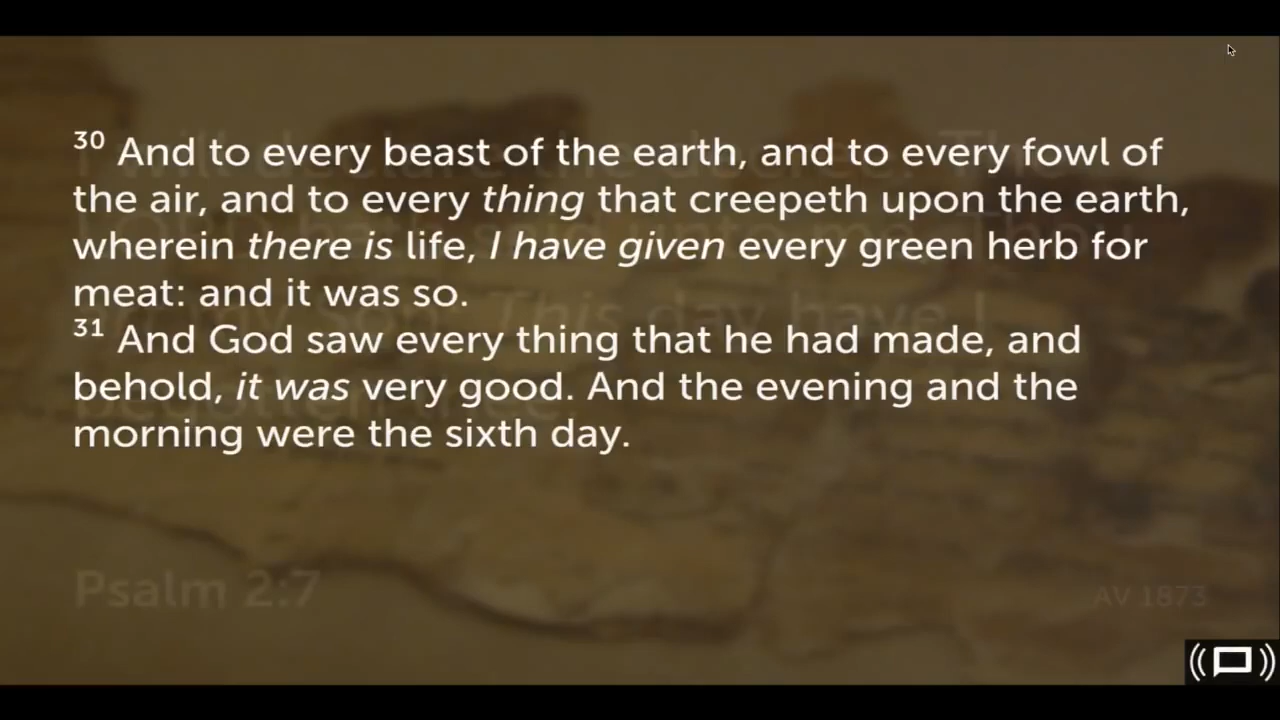 30 And to every beast of the earth, and to every fowl of
the air, and to every thing that creepeth upon the earth,
wherein there is life, I have given every green herb for
meat: and it was so.
31 And God saw every thing that he had made, and
behold, it was very good. And the evening and the
morning were the sixth day.
Psalm 2:7
AV 1873